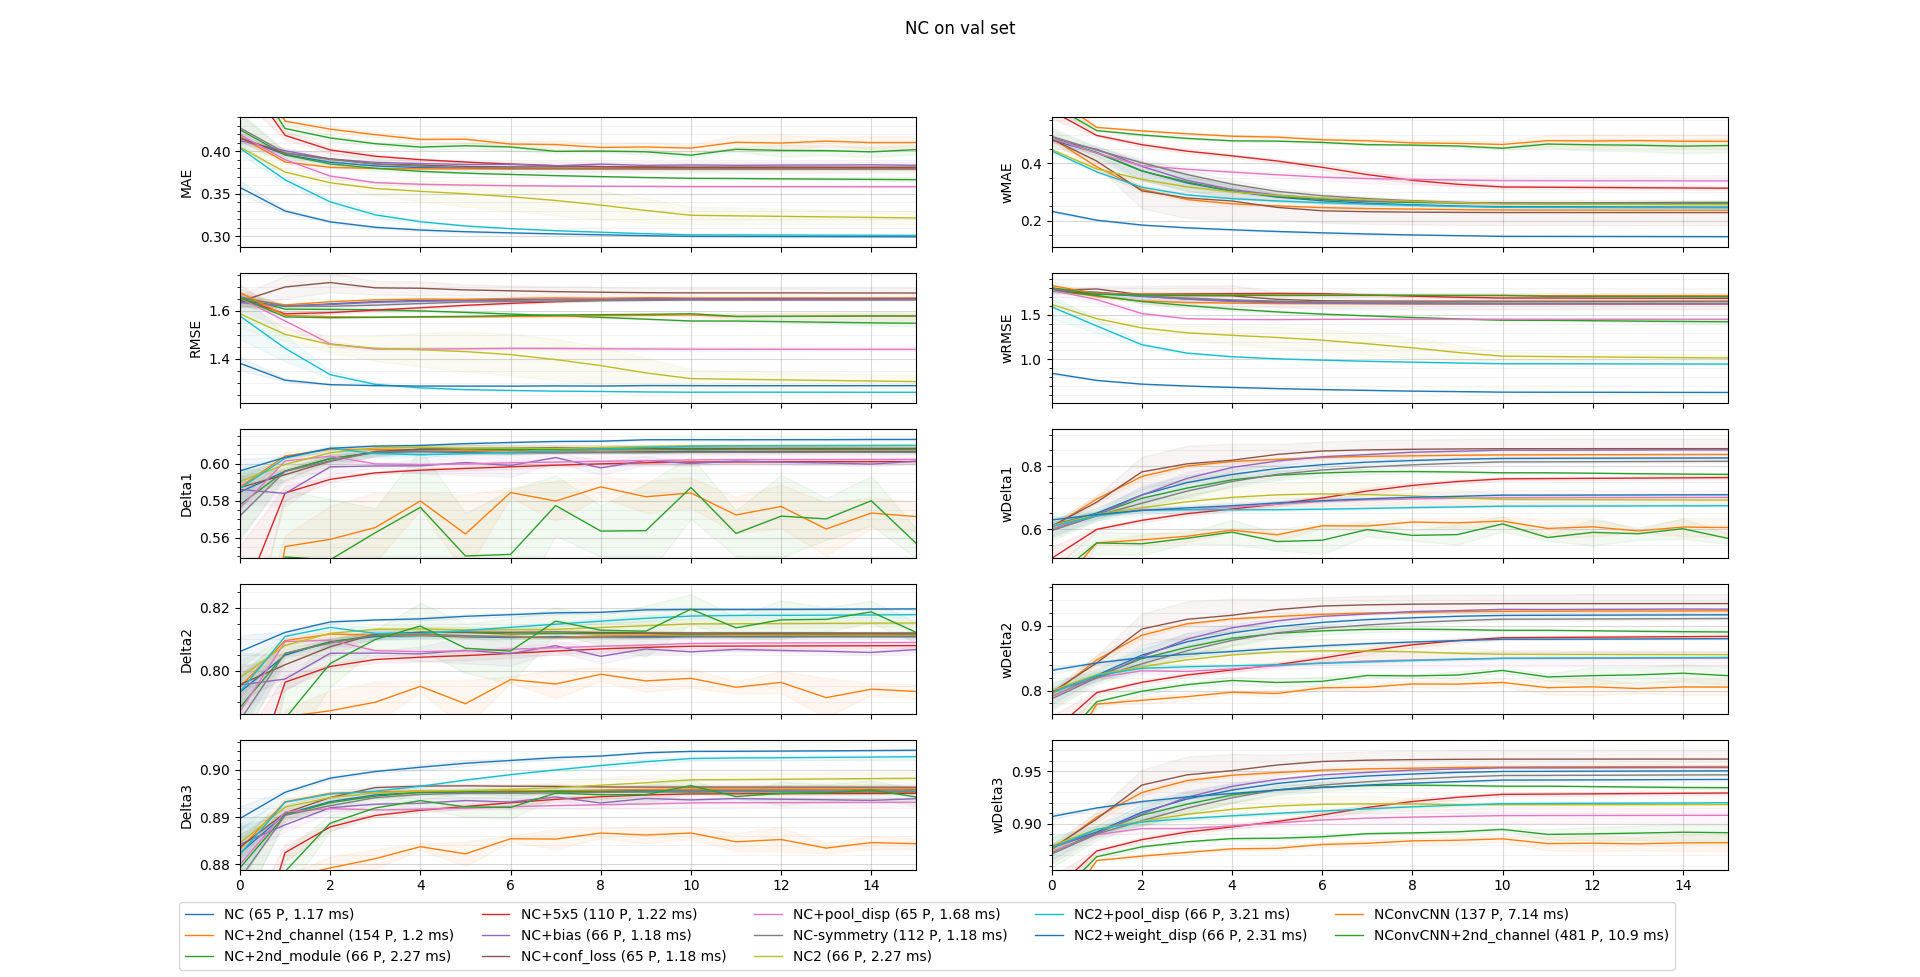 NC on val set
MAE
0.40
0.35
0.30
wMAE
0.4
0.2
RMSE
1.6
1.4
wRMSE
1.5
1.0
Delta1
0.60
0.58
0.56
wDelta1
0.8
0.6
Delta2
0.82
0.80
wDelta2
0.9
0.8
Delta3
0.90
0.89
0.88
wDelta3
0.95
0.90
0 2 4 6 8 10 12 14
0 2 4 6 8 10 12 14
NC (65 P, 1.17 ms)
NC+2nd_channel (154 P, 1.2 ms)
NC+2nd_module (66 P, 2.27 ms)
NC+5x5 (110 P, 1.22 ms)
NC+bias (66 P, 1.18 ms)
NC+conf_loss (65 P, 1.18 ms)
NC+pool_disp (65 P, 1.68 ms)
NC-symmetry (112 P, 1.18 ms)
NC2 (66 P, 2.27 ms)
NC2+pool_disp (66 P, 3.21 ms)
NC2+weight_disp (66 P, 2.31 ms)
NConvCNN (137 P, 7.14 ms)
NConvCNN+2nd_channel (481 P, 10.9 ms)